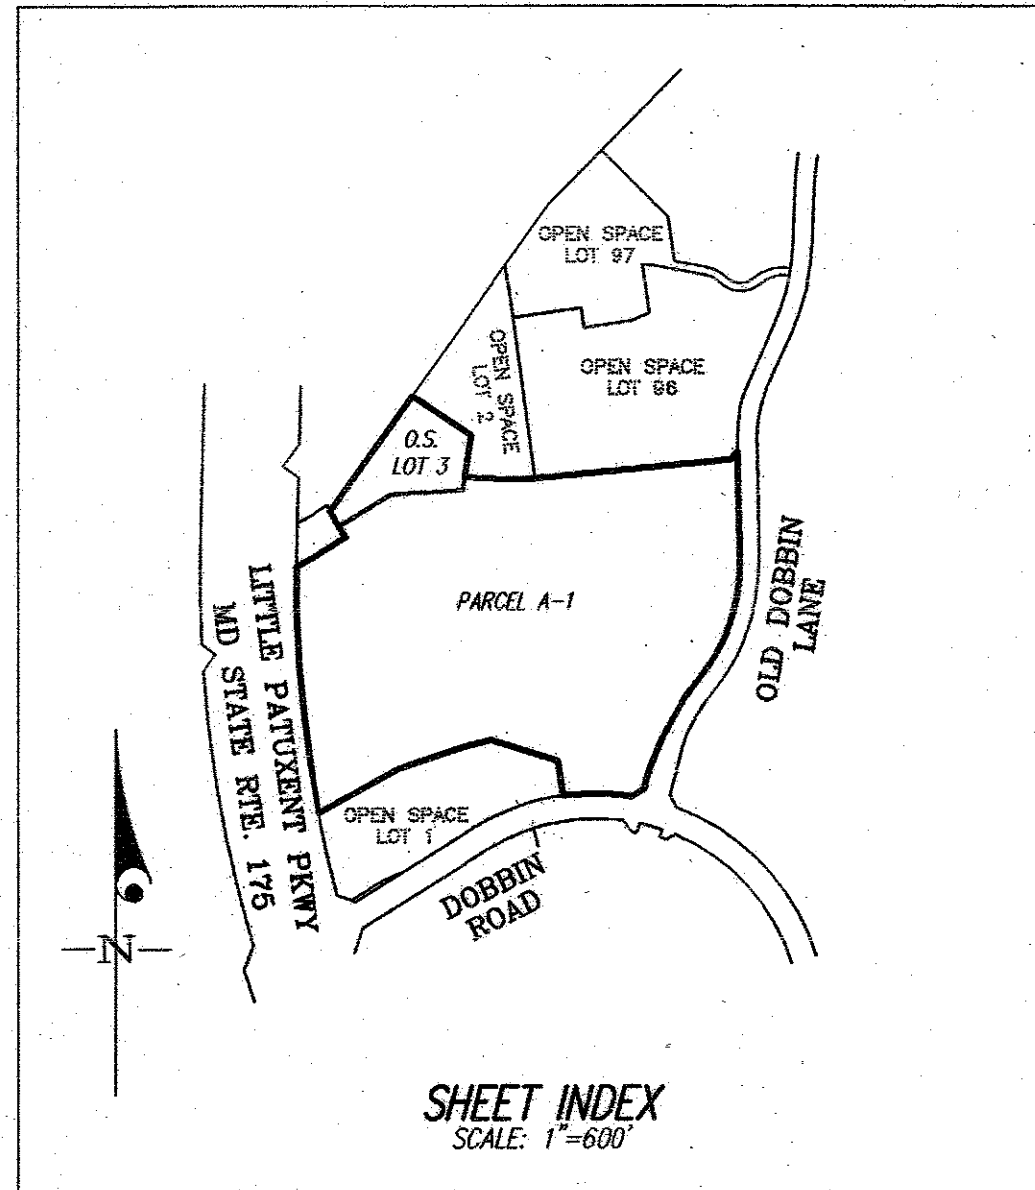 OPEN SPACE
LOT 97
OPEN SPACE
LOT 96
OPEN SPACE
LOT 2
O.S.
LOT 3
PARCEL A-1
OLD DOBBIN
LANE
LITTLE PATUXENT PKWY
MD STATE RTE. 175
OPEN SPACE
LOT 1
DOBBIN
ROAD
N
SHEET INDEX
SCALE: 1"=600'